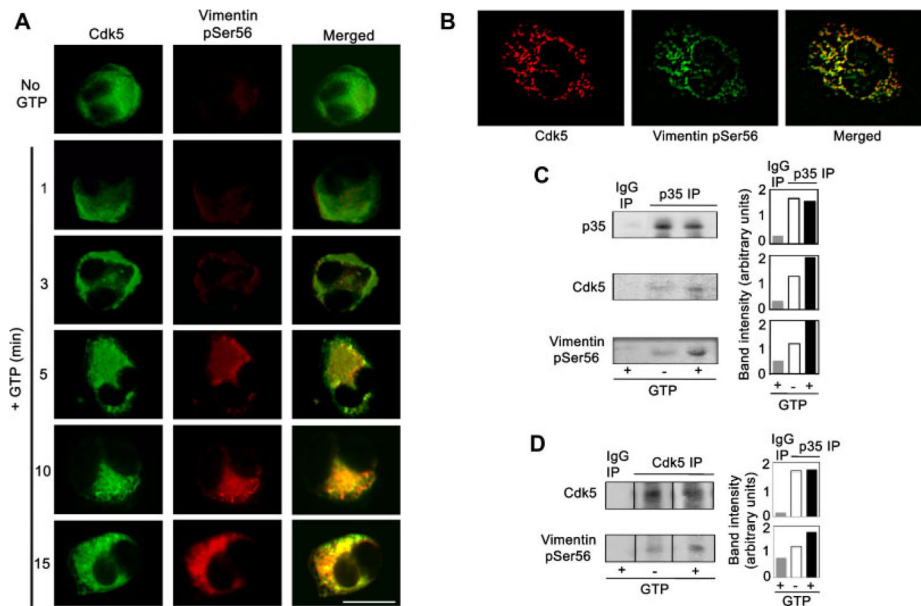 A
Cdk5
Vimentin
pSer56
Merged
No
GTP
+ GTP (min)
1
3
5
10
15
B
Cdk5
Vimentin pSer56
Merged
C
IgG
IP
p35 IP
p35
Cdk5
Vimentin
pSer56
+ - +
GTP
IgG
IP
p35 IP
Band intensity (arbitrary units)
2
1
0
2
1
0
2
1
0
+ - +
GTP
D
IgG
IP
Cdk5 IP
Cdk5
Vimentin
pSer56
+ - +
GTP
IgG
IP
p35 IP
Band intensity
(arbitrary units)
2
1
0
2
1
0
+ - +
GTP